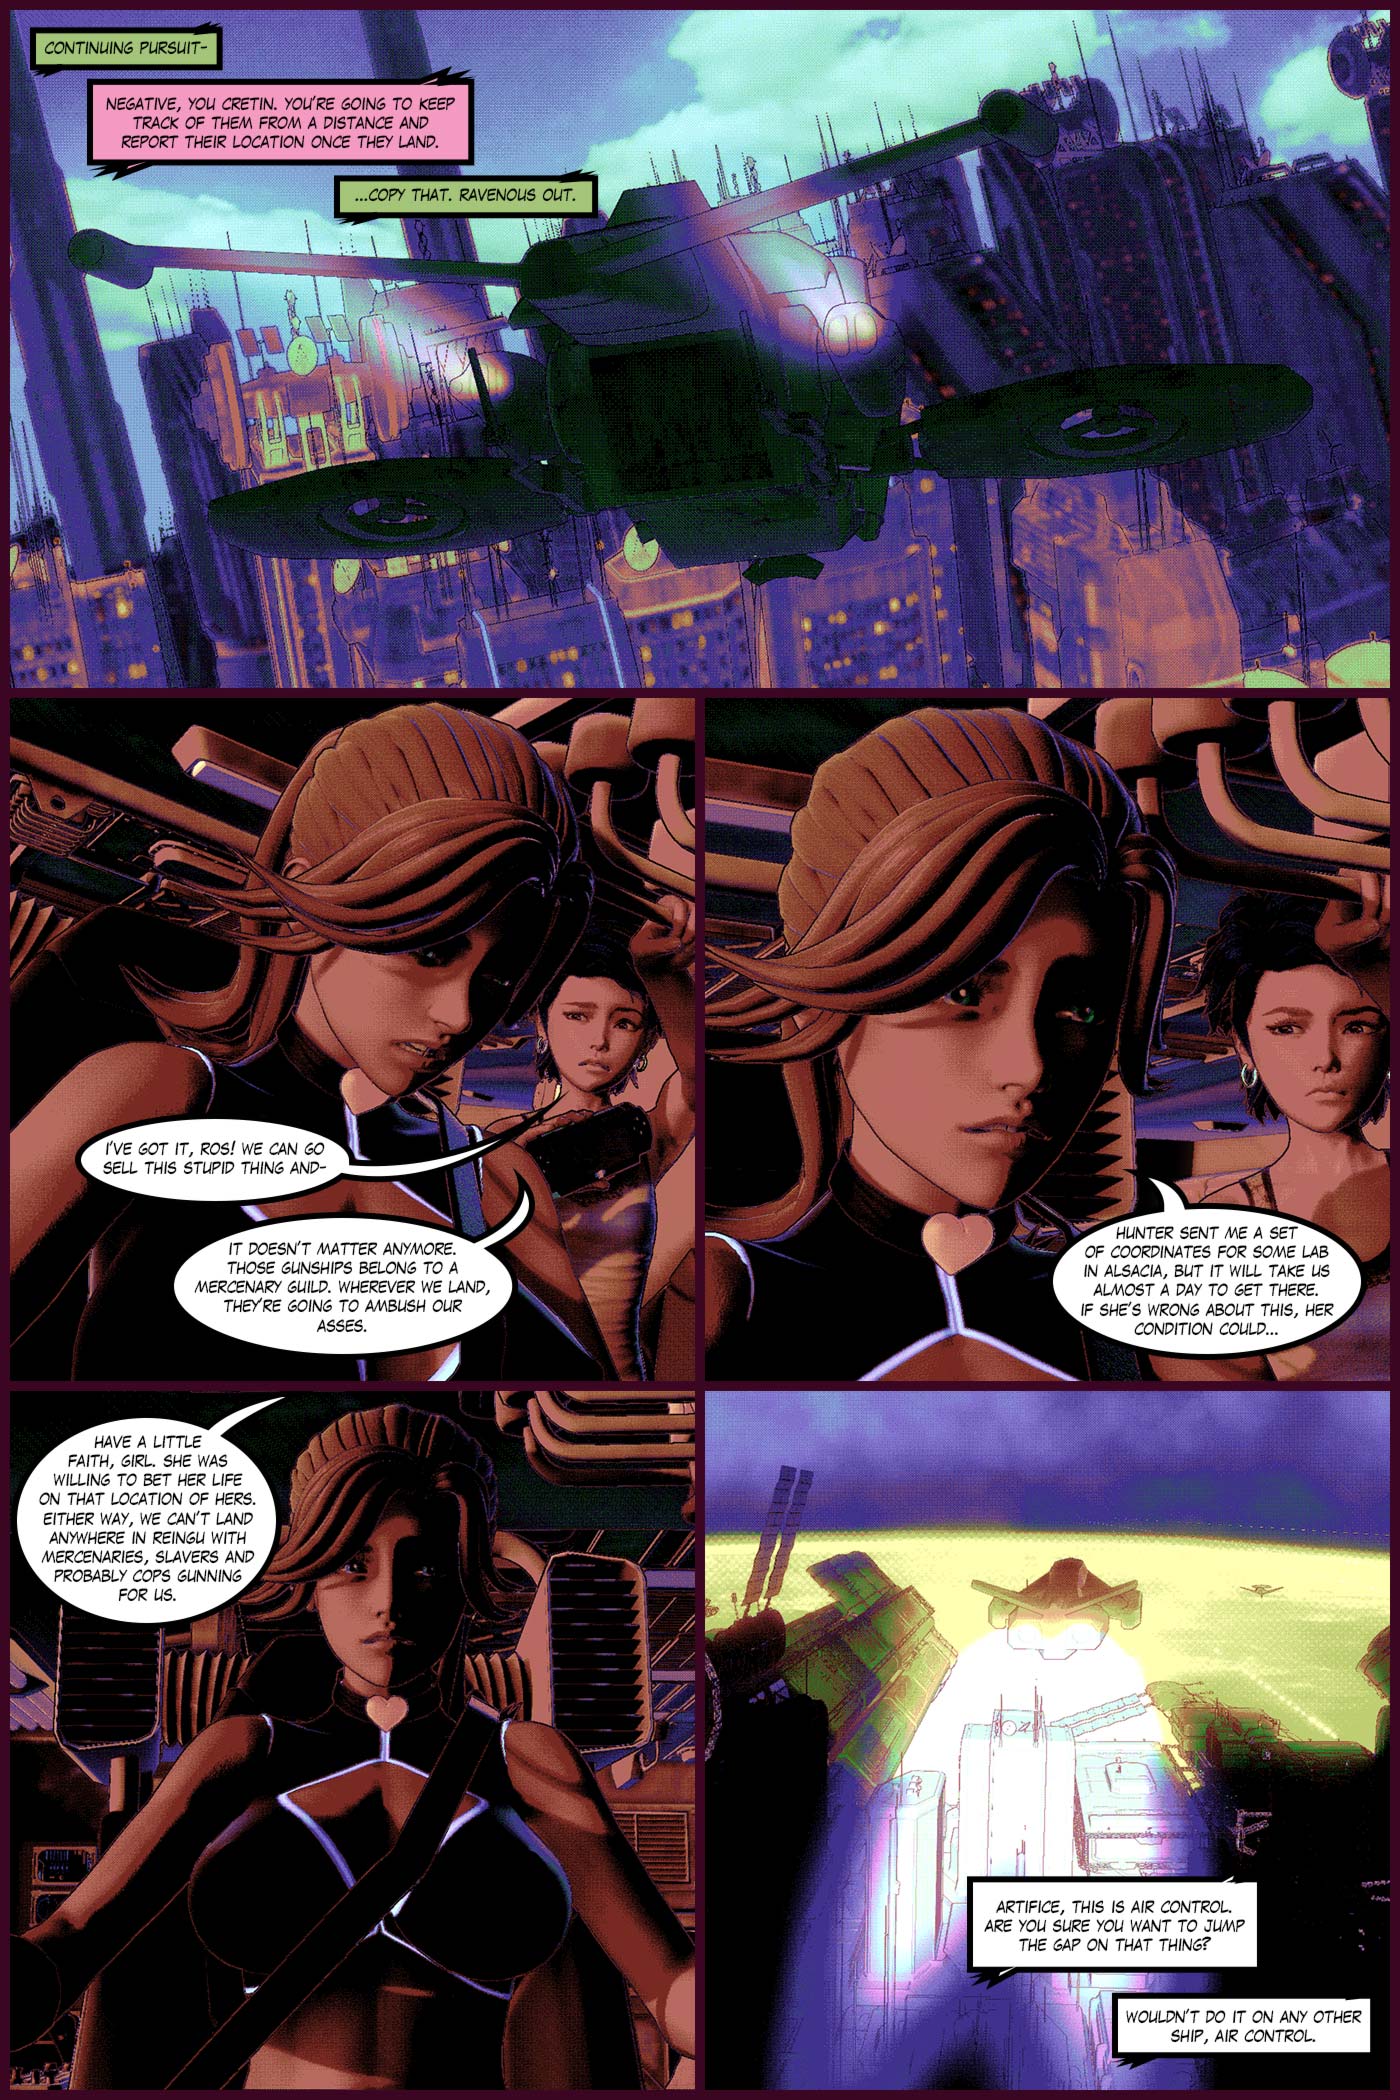 CONTINUING PURSUIT-
NEGATIVE, YOU CRETIN. YOU'RE GOING TO KEEP
TRACK OF THEM FROM A DISTANCE AND
REPORT THEIR LOCATION ONCE THEY LAND.
...COPY THAT. RAVENOUS OUT.
I'VE GOT IT, ROS! WE CAN GO
SELL THIS STUPID THING AND-
IT DOESN'T MATTER ANYMORE.
THOSE GUNSHIPS BELONG TO A
MERCENARY GUILD. WHEREVER WE LAND,
THEY'RE GOING TO AMBUSH OUR
ASSES.
HUNTER SENT ME A SET
OF COORDINATES FOR SOME LAB
IN ALSACIA, BUT IT WILL TAKE US
ALMOST A DAY TO GET THERE.
IF SHE'S WRONG ABOUT THIS, HER
CONDITION COULD...
HAVE A LITTLE
FAITH, GIRL. SHE WAS
WILLING TO BET HER LIFE
ON THAT LOCATION OF HERS.
EITHER WAY, WE CAN'T LAND
ANYWHERE IN REINGU WITH
MERCENARIES, SLAVERS AND
PROBABLY COPS GUNNING
FOR US.
ARTIFICE, THIS IS AIR CONTROL.
ARE YOU SURE YOU WANT TO JUMP
THE GAP ON THAT THING?
WOULDN'T DO IT ON ANY OTHER
SHIP, AIR CONTROL.